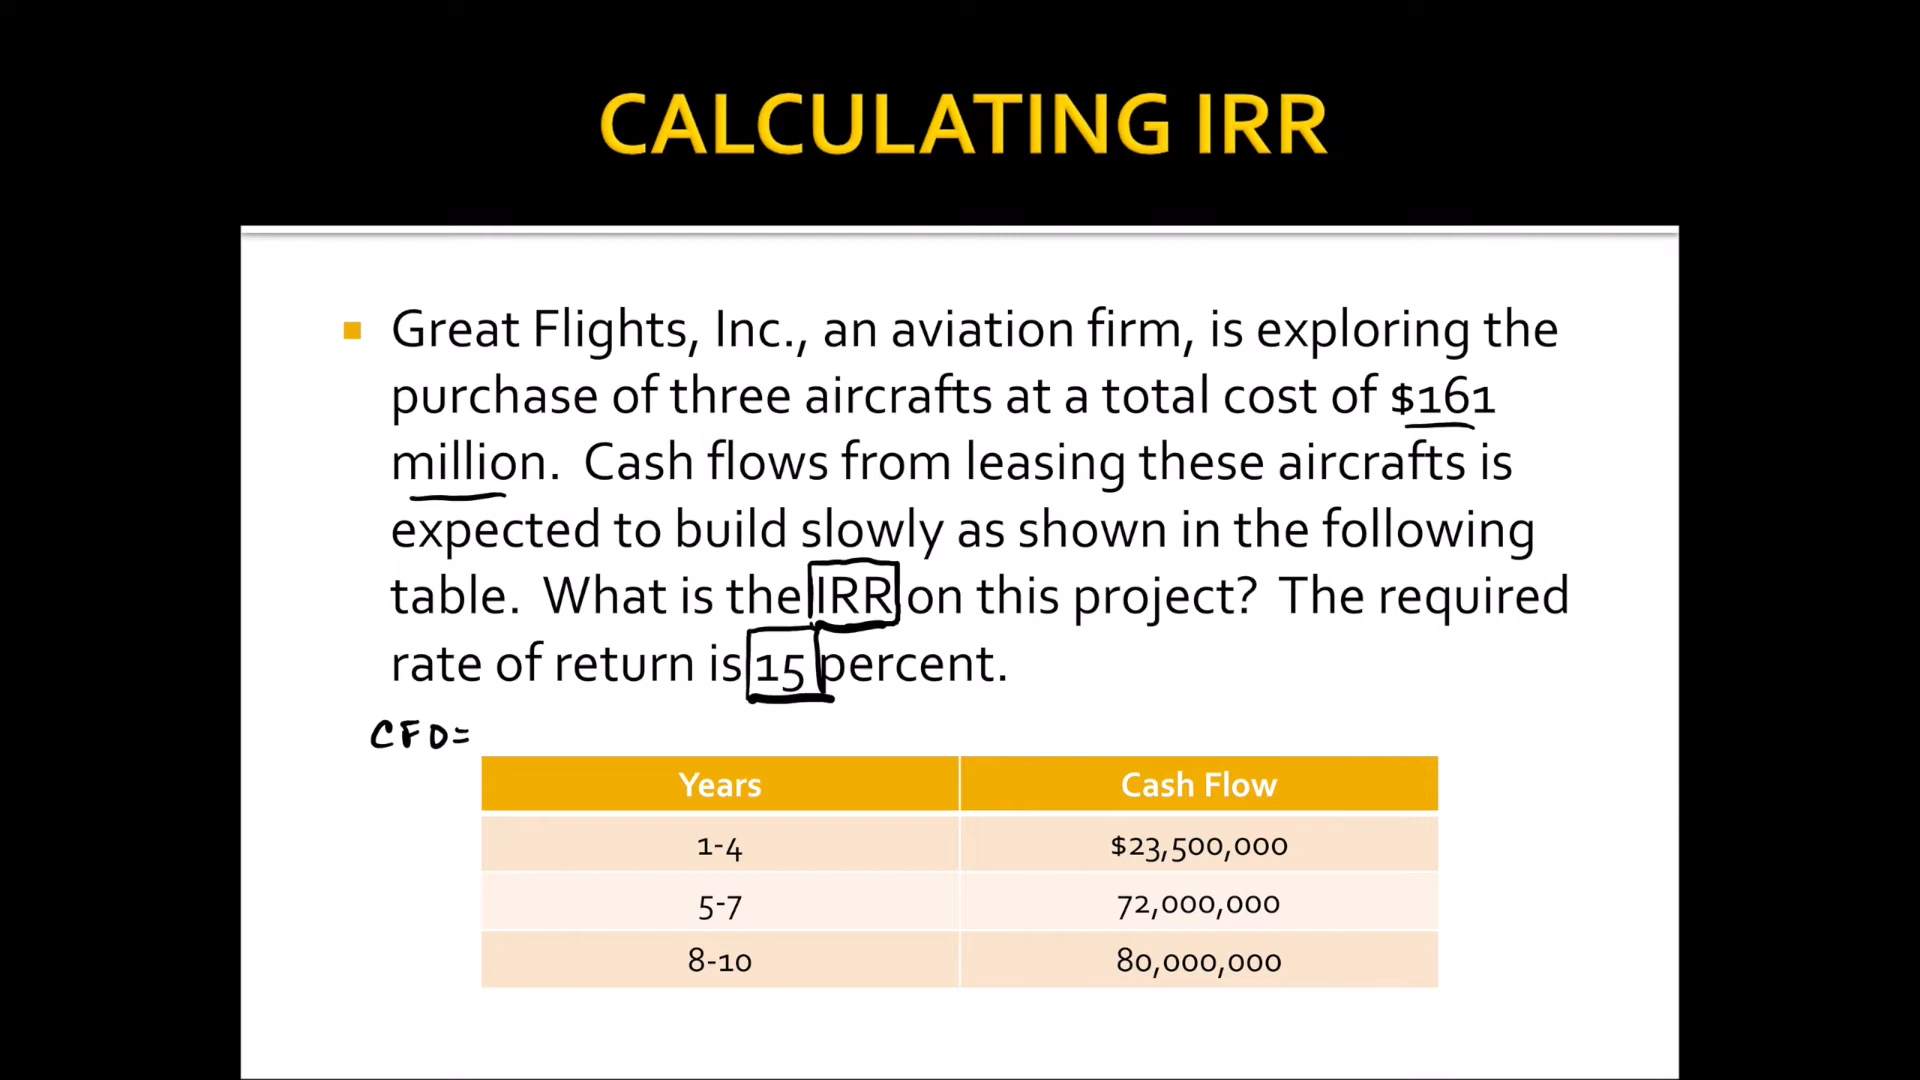 CALCULATING IRR
Great Flights, Inc., an aviation firm, is exploring the
purchase of three aircrafts at a total cost of $161
million. Cash flows from leasing these aircrafts is
expected to build slowly as shown in the following
table. What is the IRR on this project? The required
rate of return is 15 percent.
CF0=
Years Cash Flow
1-4 $23,500,000
5-7 72,000,000
8-10 80,000,000